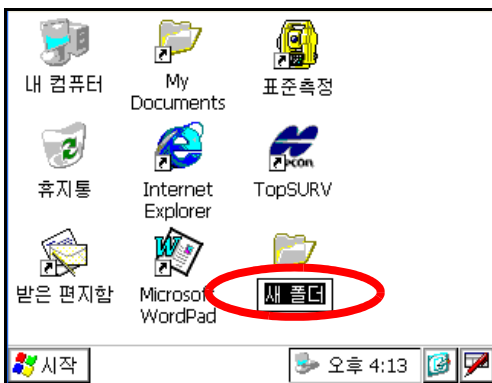 내 컴퓨터
My
Documents
표준측정
휴지통
Internet
Explorer
TopSURV
받은 편지함
Microsoft
WordPad
새 폴더
시작
오후 4:13